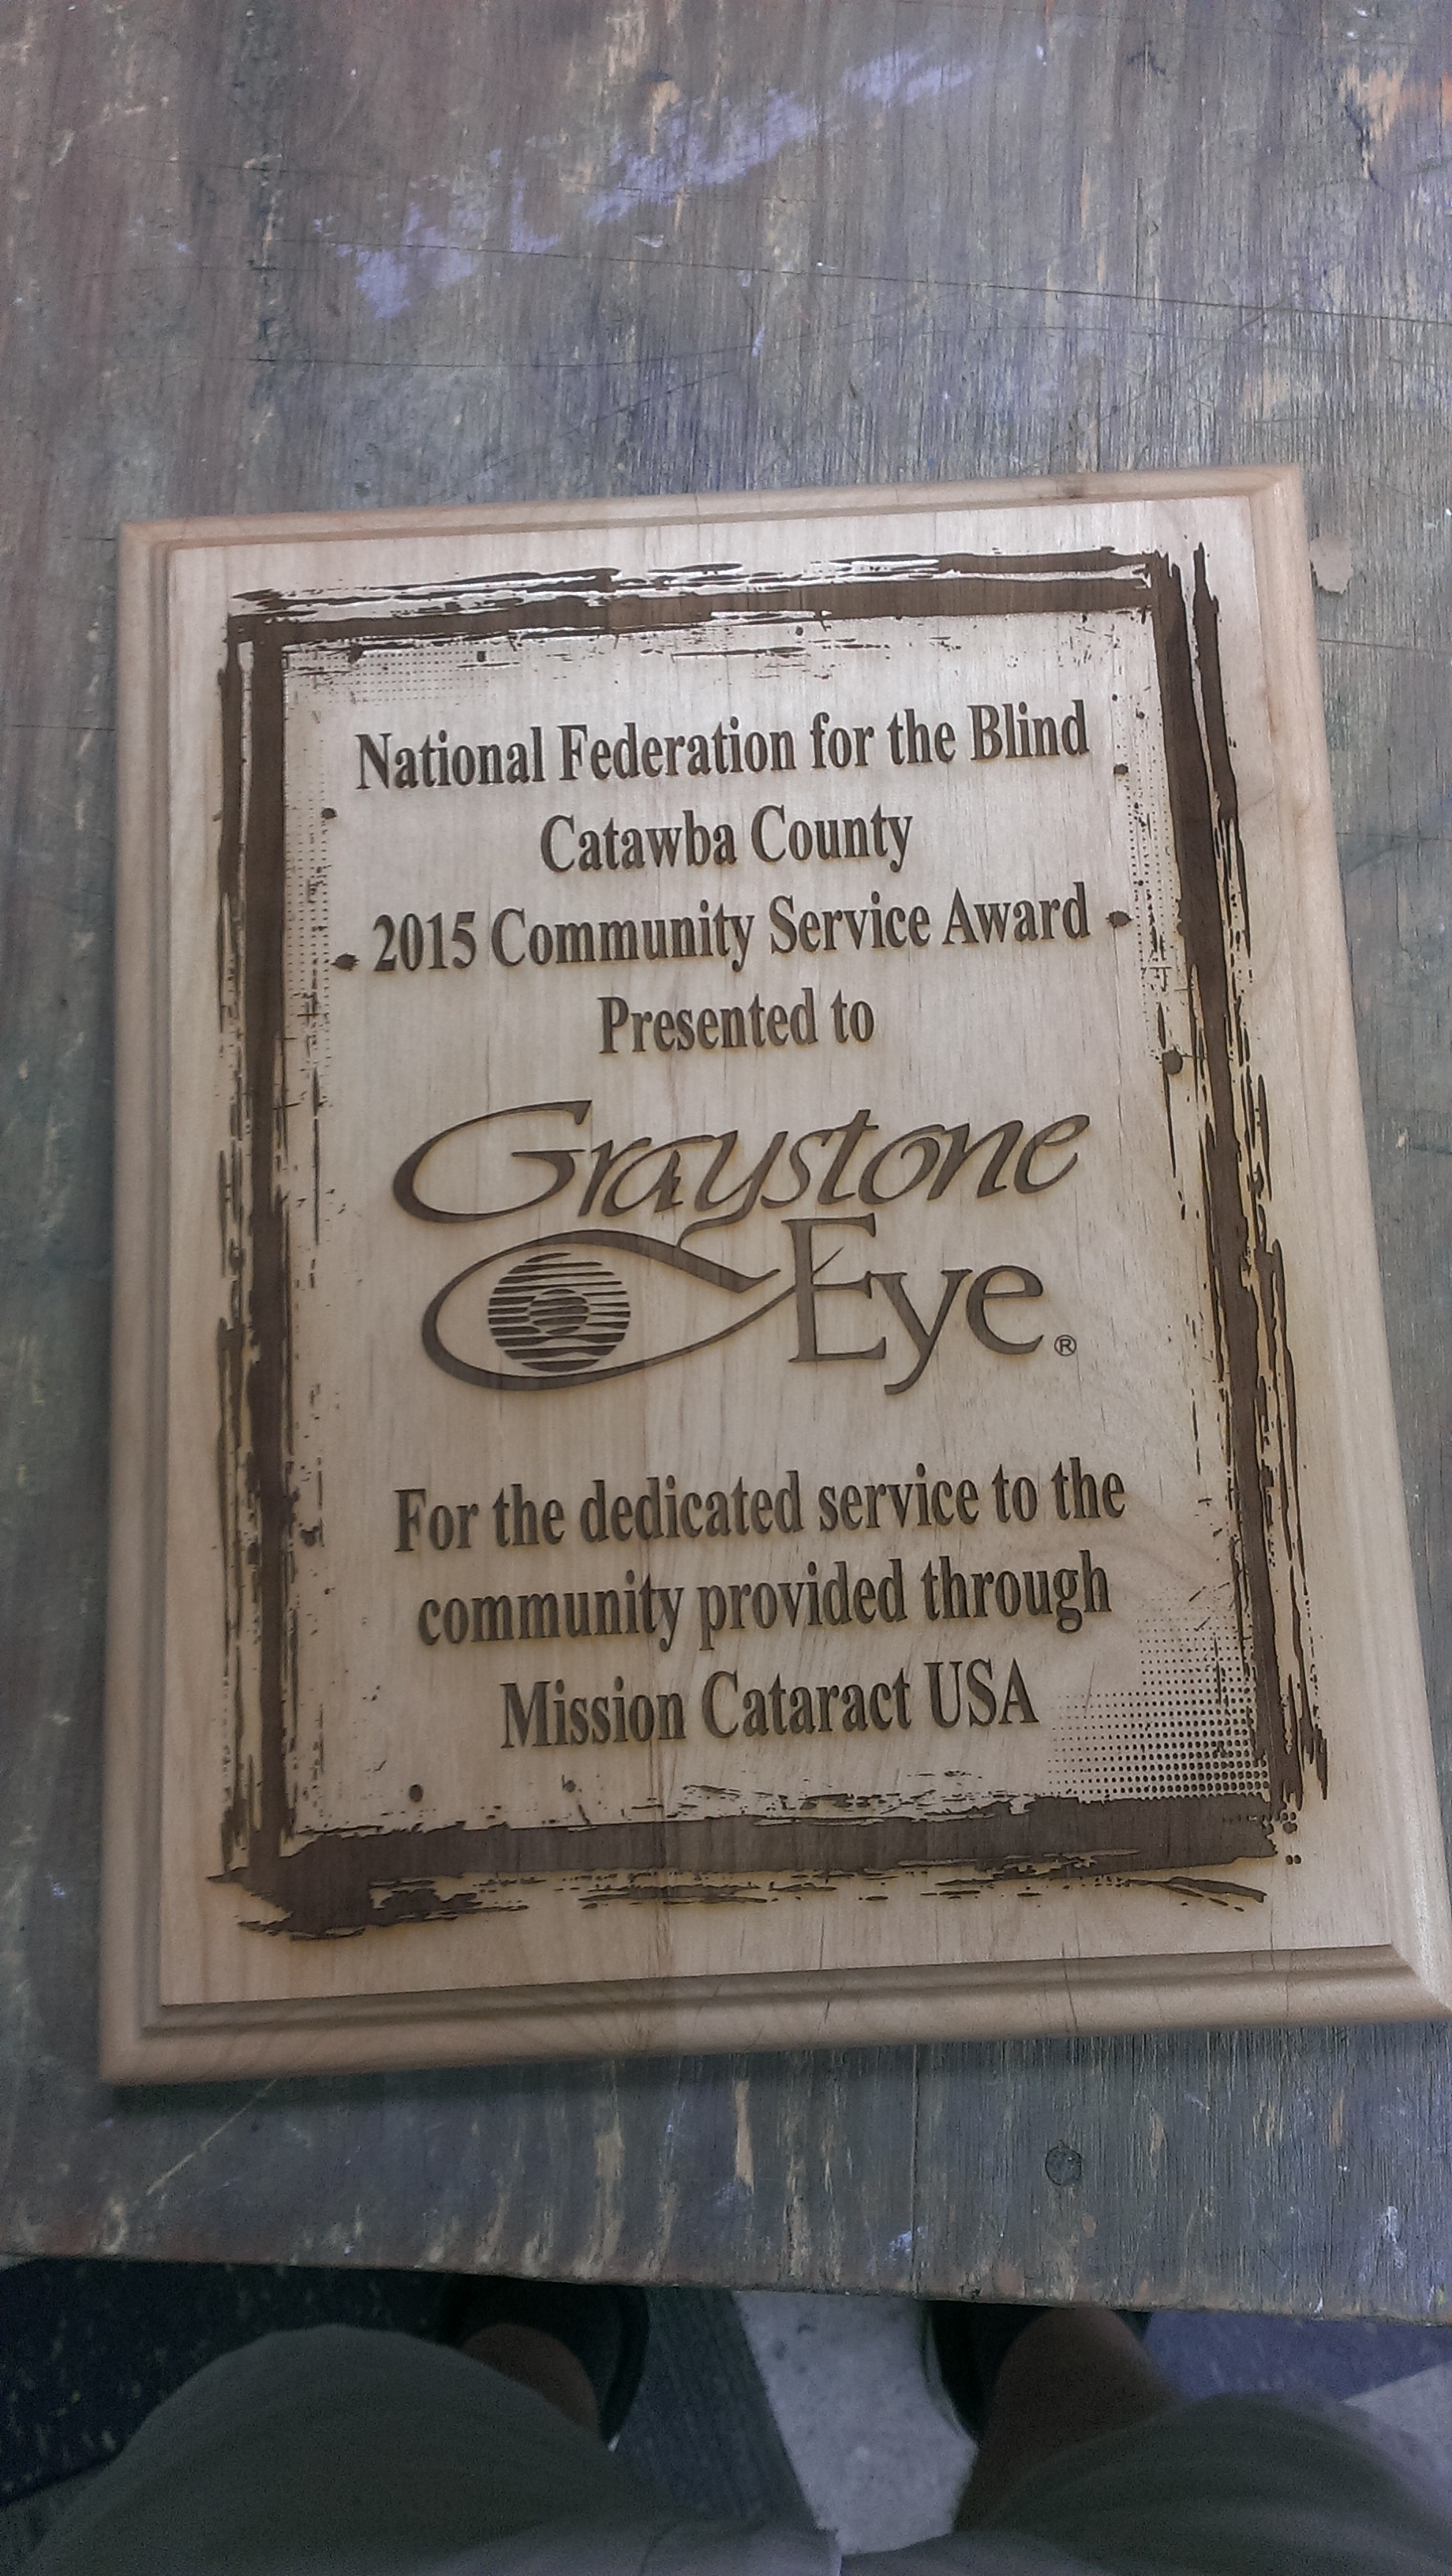 National Federation for the Blind
Catawba County
2015 Community Service Award
Presented to
Graystone
Eye®
For the dedicated service to the
community provided through
Mission Cataract USA